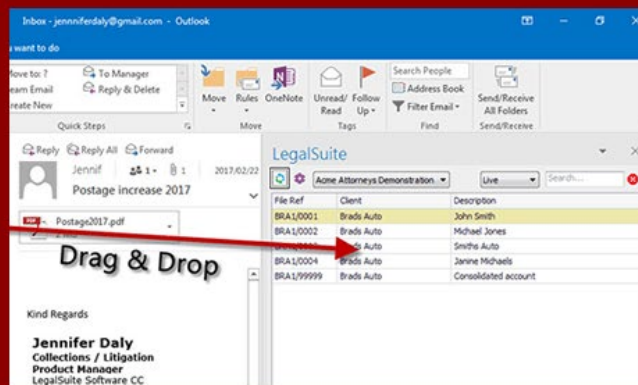 Inbox - jennniferdaly@gmail.com - Outlook
u want to do
Move to: ?
To Manager
eam Email
Reply & Delete
reate New
Quick Steps
Move
Rules
OneNote
Move
Unread/ Read
Follow Up
Tags
Search People
Address Book
Filter Email
Find
Send/Receive All Folders
Send/Receive
Reply Reply All Forward
Jennif 1 1 2017/02/22
Postage increase 2017
PDF Postage2017.pdf
Drag & Drop
Kind Regards
Jennifer Daly
Collections / Litigation
Product Manager
LegalSuite Software CC
LegalSuite
Acme Attorneys Demonstration Live Search...
File Ref Client Description
BRA1/0001 Brads Auto John Smith
BRA1/0002 Brads Auto Michael Jones
Brads Auto Smiths Auto
BRA1/0004 Brads Auto Janine Michaels
BRA1/99999 Brads Auto Consolidated account